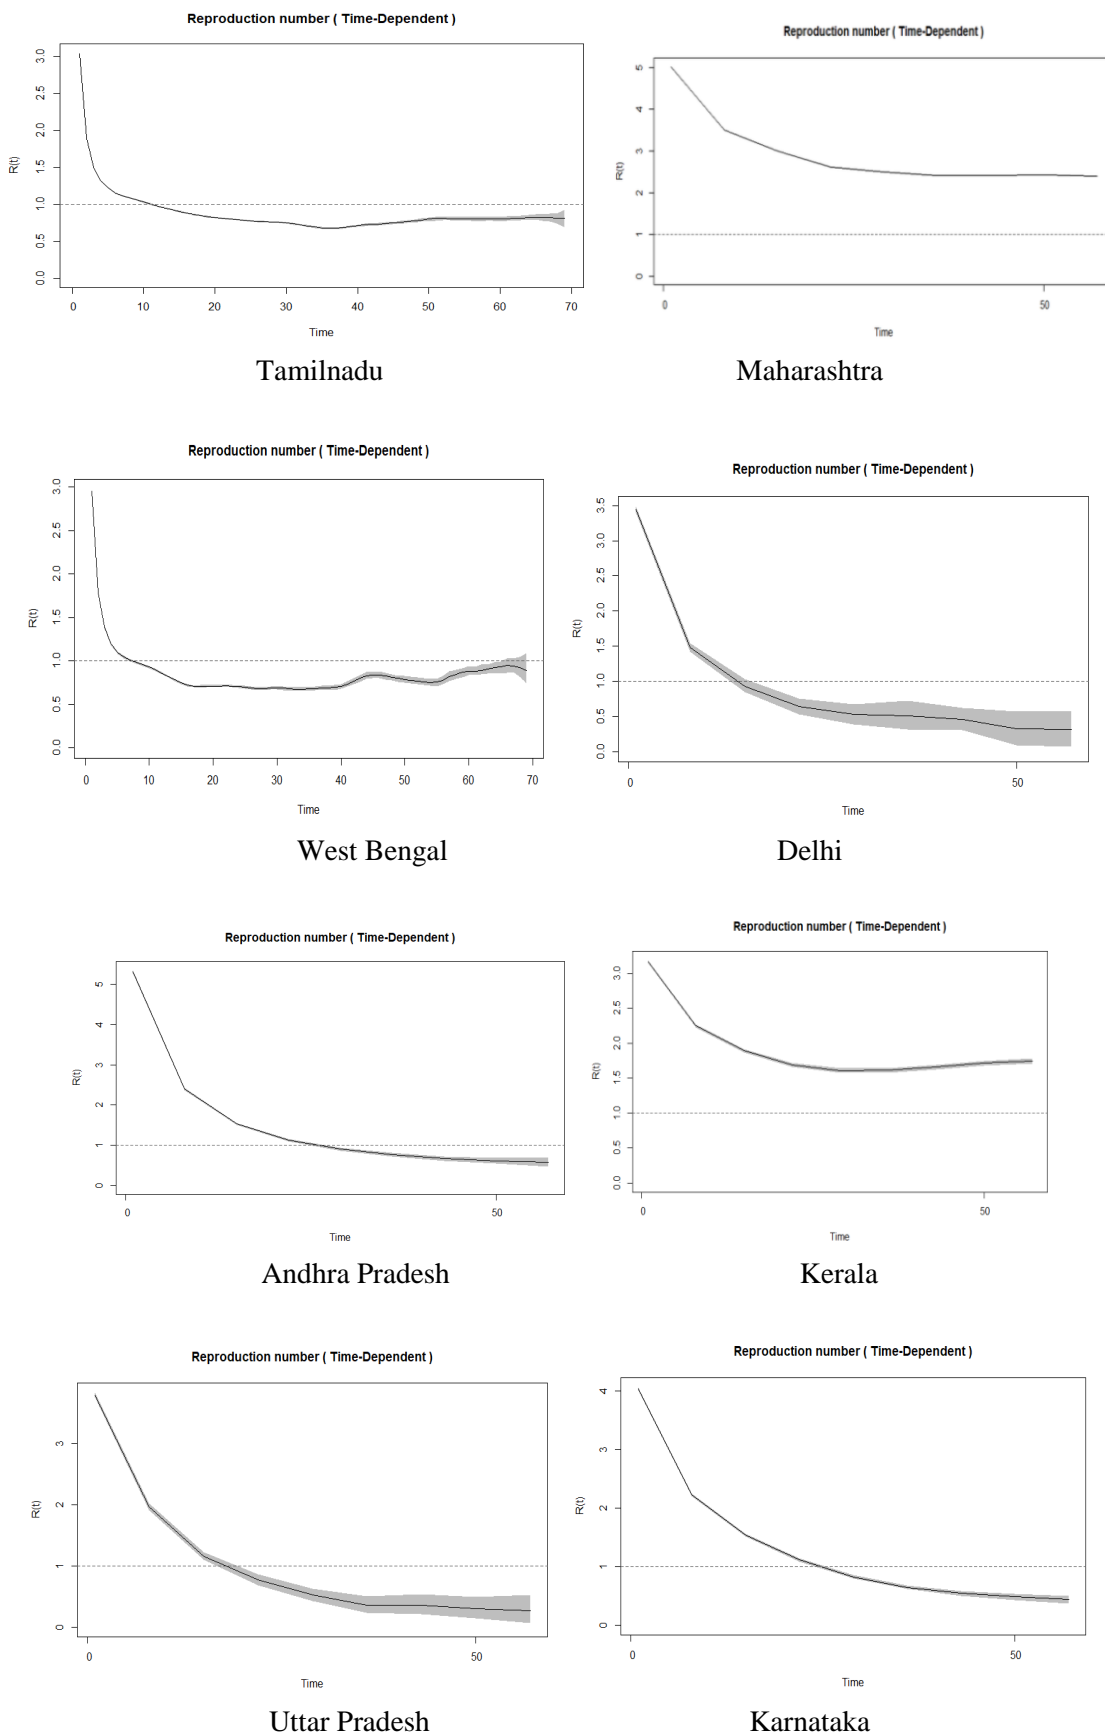 Reproduction number ( Time-Dependent )
R(t)
3.0
2.5
2.0
1.5
1.0
0.5
0.0
0 10 20 30 40 50 60 70
Time
Tamilnadu
Reproduction number ( Time-Dependent )
R(t)
5
4
3
2
1
0
0 50
Time
Maharashtra
Reproduction number ( Time-Dependent )
R(t)
3.0
2.5
2.0
1.5
1.0
0.5
0.0
0 10 20 30 40 50 60 70
Time
West Bengal
Reproduction number ( Time-Dependent )
R(t)
3.5
3.0
2.5
2.0
1.5
1.0
0.5
0.0
0 50
Time
Delhi
Reproduction number ( Time-Dependent )
R(t)
5
4
3
2
1
0
0 50
Time
Andhra Pradesh
Reproduction number ( Time-Dependent )
R(t)
3.0
2.5
2.0
1.5
1.0
0.5
0.0
0 50
Time
Kerala
Reproduction number ( Time-Dependent )
R(t)
3
2
1
0
0 50
Time
Uttar Pradesh
Reproduction number ( Time-Dependent )
R(t)
4
3
2
1
0
0 50
Time
Karnataka